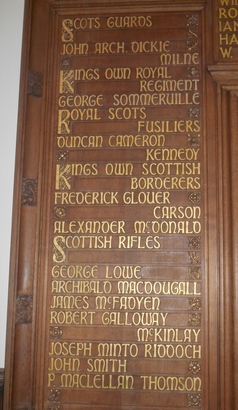 SCOTS GUARDS
JOHN ARCH. DICKIE
MILNE
KINGS OWN ROYAL
REGIMENT
GEORGE SOMMERVILLE
ROYAL SCOTS
FUSILIERS
DUNCAN CAMERON
KENNEDY
KINGS OWN SCOTTISH
BORDERERS
FREDERICK GLOVER
CARSON
ALEXANDER McDONALD
SCOTTISH RIFLES
GEORGE LOWE
ARCHIBALD MACDOUGALL
JAMES McFADYEN
ROBERT GALLOWAY
McKINLAY
JOSEPH MINTO RIDDOCH
JOHN SMITH
P. MACLELLAN THOMSON